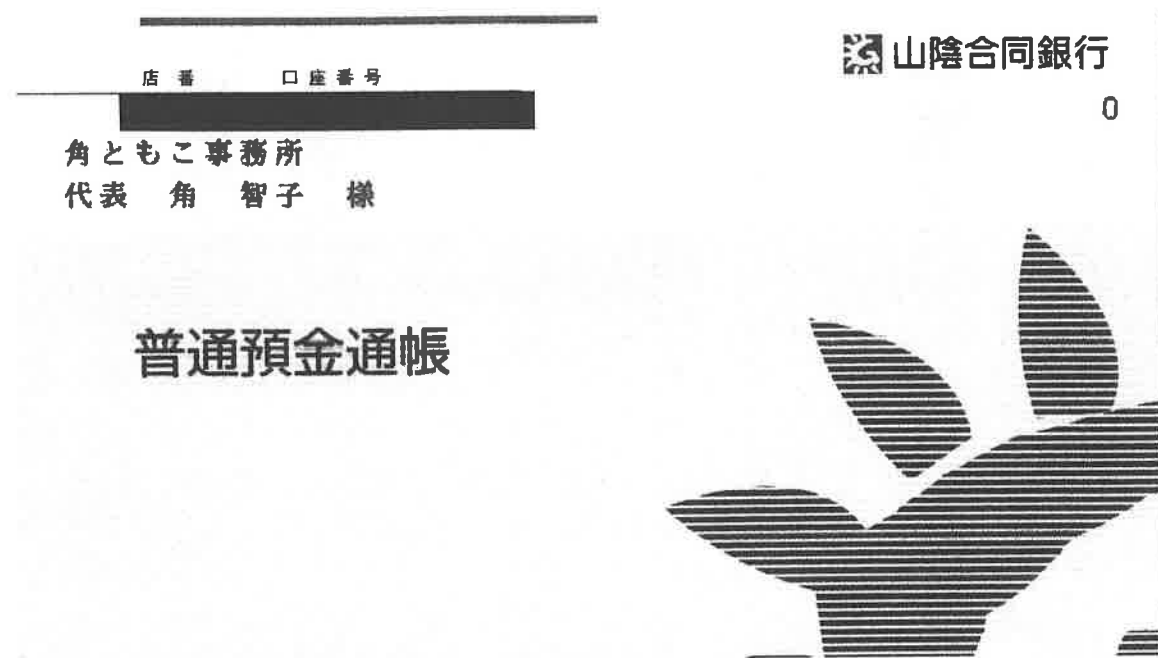 山陰合同銀行
0
店番 口座番号
角ともこ事務所
代表 角 智子 様
普通預金通帳